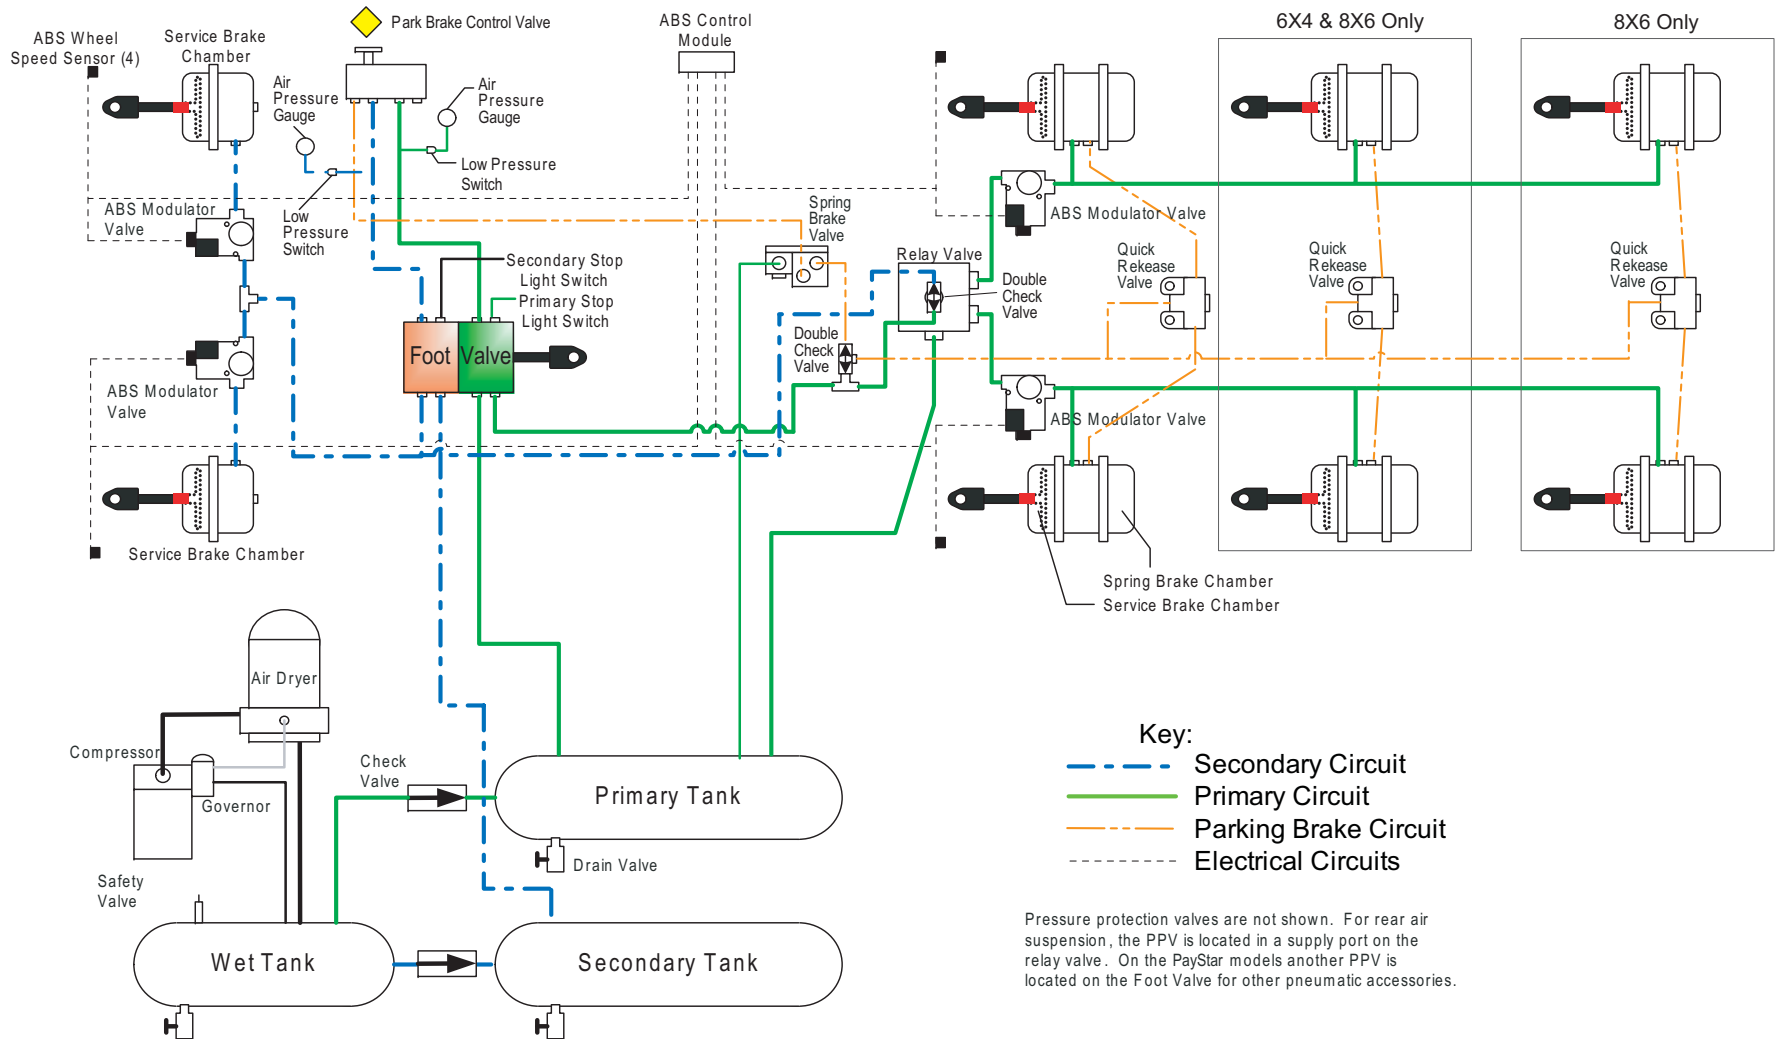 Park Brake Control Valve
ABS Control
Module
6X4 & 8X6 Only
8X6 Only
ABS Wheel
Speed Sensor (4)
Service Brake
Chamber
Air
Pressure
Gauge
Air
Pressure
Gauge
Low Pressure
Switch
Low
Pressure
Switch
ABS Modulator
Valve
Spring
Brake
Valve
ABS Modulator Valve
Secondary Stop
Light Switch
Primary Stop
Light Switch
Relay Valve
Double
Check
Valve
Quick
Rekease
Valve
Quick
Rekease
Valve
Quick
Rekease
Valve
Foot Valve
Double
Check
Valve
ABS Modulator
Valve
ABS Modulator Valve
Service Brake Chamber
Spring Brake Chamber
Service Brake Chamber
Air Dryer
Compressor
Governor
Check
Valve
Primary Tank
Drain Valve
Safety
Valve
Wet Tank
Secondary Tank
Key:
Secondary Circuit
Primary Circuit
Parking Brake Circuit
Electrical Circuits
Pressure protection valves are not shown. For rear air
suspension, the PPV is located in a supply port on the
relay valve. On the PayStar models another PPV is
located on the Foot Valve for other pneumatic accessories.